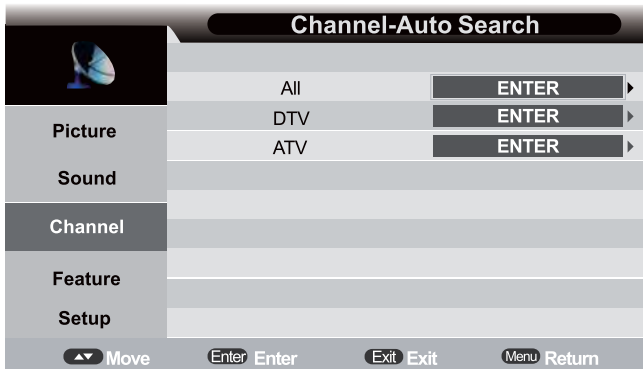 Channel-Auto Search
All ENTER
DTV ENTER
ATV ENTER
Picture
Sound
Channel
Feature
Setup
Move Enter Enter Exit Exit Menu Return